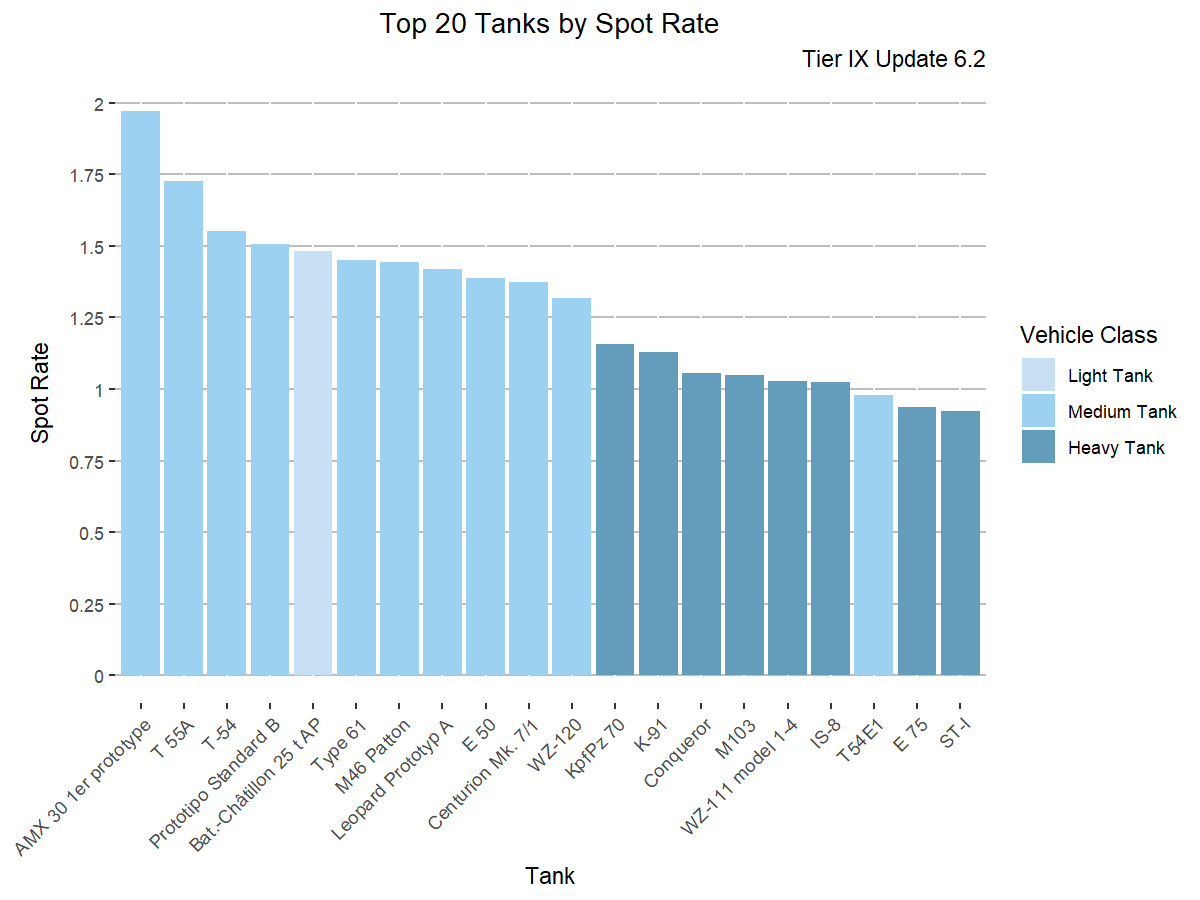 Top 20 Tanks by Spot Rate
Tier IX Update 6.2
2
1.75
1.5
1.25
1
0.75
0.5
0.25
0
Spot Rate
AMX 30 1er prototype
T 55A
T-54
Prototipo Standard B
Bat.-Châtillon 25 t AP
Type 61
M46 Patton
Leopard Prototyp A
E 50
Centurion Mk. 7/1
WZ-120
KpfPz 70
K-91
Conqueror
M103
WZ-111 model 1-4
IS-8
T54E1
E 75
ST-I
Tank
Vehicle Class
Light Tank
Medium Tank
Heavy Tank